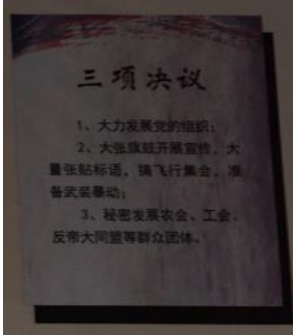 三项决议
1、大力发展党的组织；
2、大张旗鼓开展宣传，大
量张贴标语，搞飞行集会，准
备武装暴动；
3、秘密发展农会、工会、
反帝大同盟等群众团体。